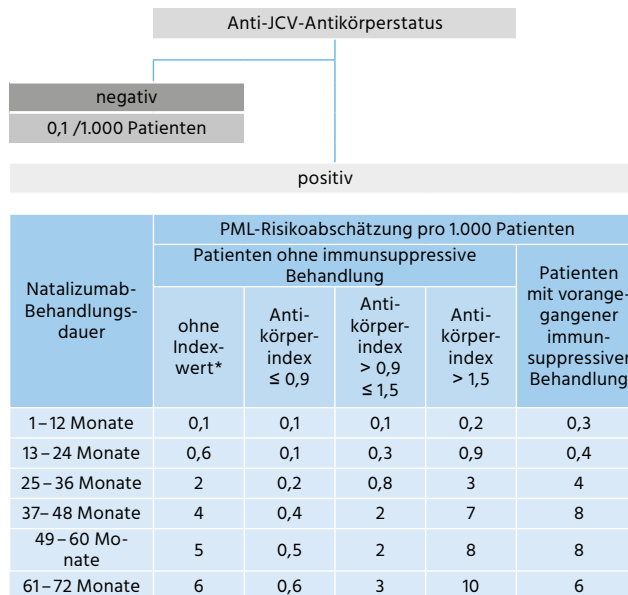 Anti-JCV-Antikörperstatus
negativ
0,1 /1.000 Patienten
positiv
Natalizumab-
Behandlungs-
dauer
PML-Risikoabschätzung pro 1.000 Patienten
Patienten ohne immunsuppressive
Behandlung
Patienten
mit vorange-
gangener
immun-
suppressiver
Behandlung
ohne
Index-
wert*
Anti-
körper-
index
≤ 0,9
Anti-
körper-
index
> 0,9
≤ 1,5
Anti-
körper-
index
> 1,5
1–12 Monate 0,1 0,1 0,1 0,2 0,3
13–24 Monate 0,6 0,1 0,3 0,9 0,4
25–36 Monate 2 0,2 0,8 3 4
37–48 Monate 4 0,4 2 7 8
49–60 Mo-
nate 5 0,5 2 8 8
61–72 Monate 6 0,6 3 10 6